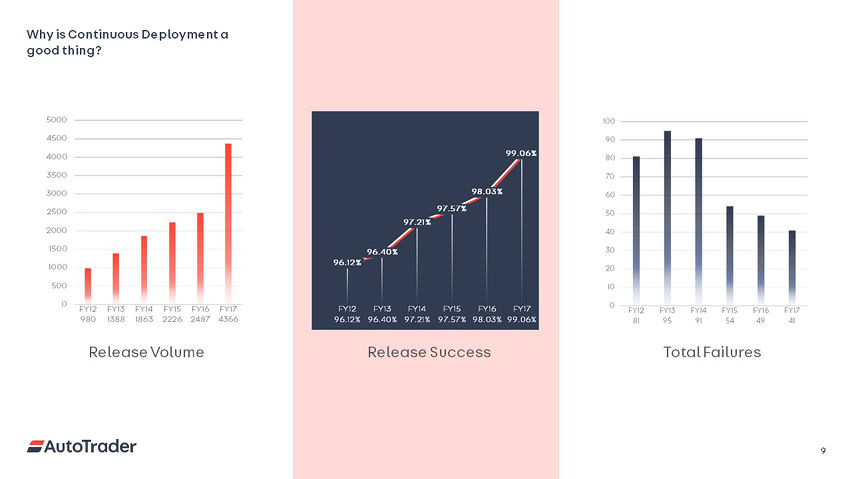 Why is Continuous Deployment a
good thing?
5000
4500
4000
3500
3000
2500
2000
1500
1000
500
0
FY12 FY13 FY14 FY15 FY16 FY17
980 1388 1863 2226 2487 4366
Release Volume
99.06%
98.03%
97.57%
97.21%
96.40%
96.12%
FY12 FY13 FY14 FY15 FY16 FY17
96.12% 96.40% 97.21% 97.57% 98.03% 99.06%
Release Success
100
90
80
70
60
50
40
30
20
10
0
FY12 FY13 FY14 FY15 FY16 FY17
81 95 91 54 49 41
Total Failures
AutoTrader
9